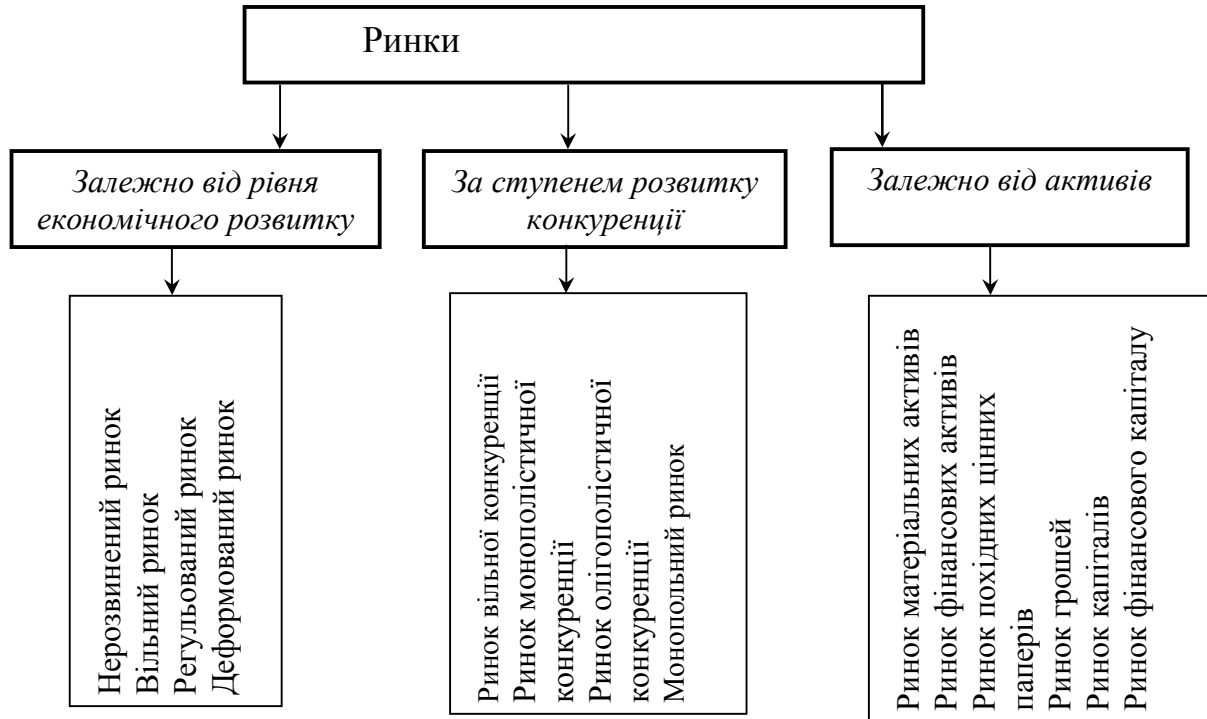 Ринки
Залежно від рівня
економічного розвитку
За ступенем розвитку
конкуренції
Залежно від активів
Нерозвинений ринок
Вільний ринок
Регульований ринок
Деформований ринок
Ринок вільної конкуренції
Ринок монополістичної
конкуренції
Ринок олігополістичної
конкуренції
Монопольний ринок
Ринок матеріальних активів
Ринок фінансових активів
Ринок похідних цінних
паперів
Ринок грошей
Ринок капіталів
Ринок фінансового капіталу